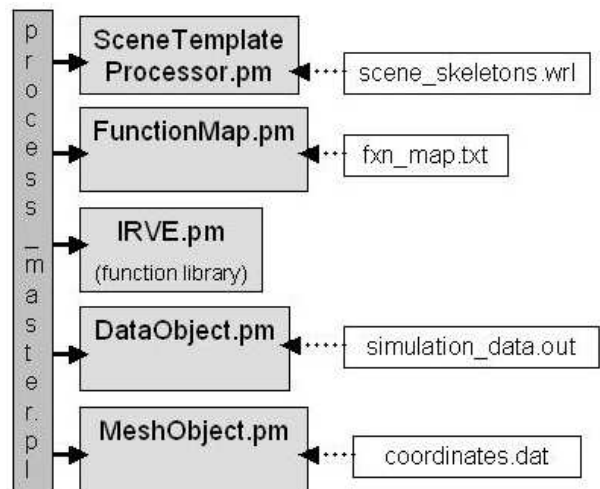 process_master.pl
SceneTemplate
Processor.pm
scene_skeletons.wrl
FunctionMap.pm
fxn_map.txt
IRVE.pm
(function library)
DataObject.pm
simulation_data.out
MeshObject.pm
coordinates.dat